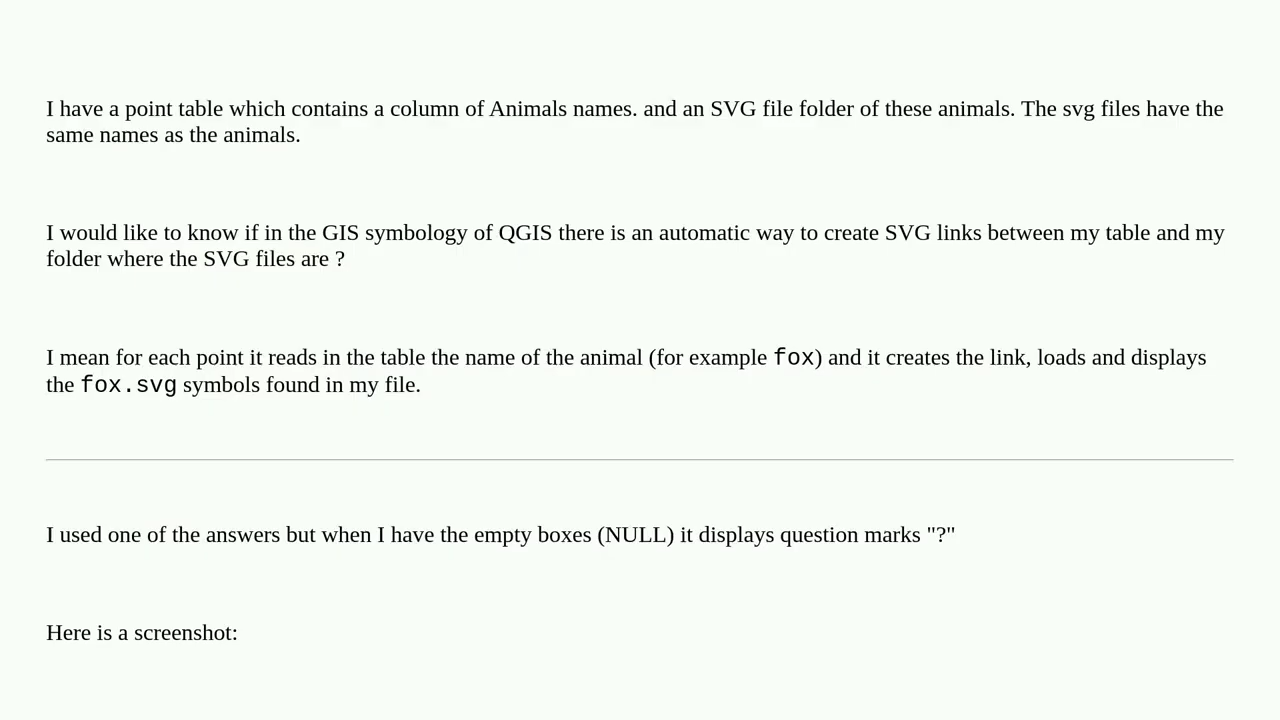 I have a point table which contains a column of Animals names. and an SVG file folder of these animals. The svg files have the
same names as the animals.
I would like to know if in the GIS symbology of QGIS there is an automatic way to create SVG links between my table and my
folder where the SVG files are ?
I mean for each point it reads in the table the name of the animal (for example fox) and it creates the link, loads and displays
the fox.svg symbols found in my file.
I used one of the answers but when I have the empty boxes (NULL) it displays question marks "?"
Here is a screenshot: